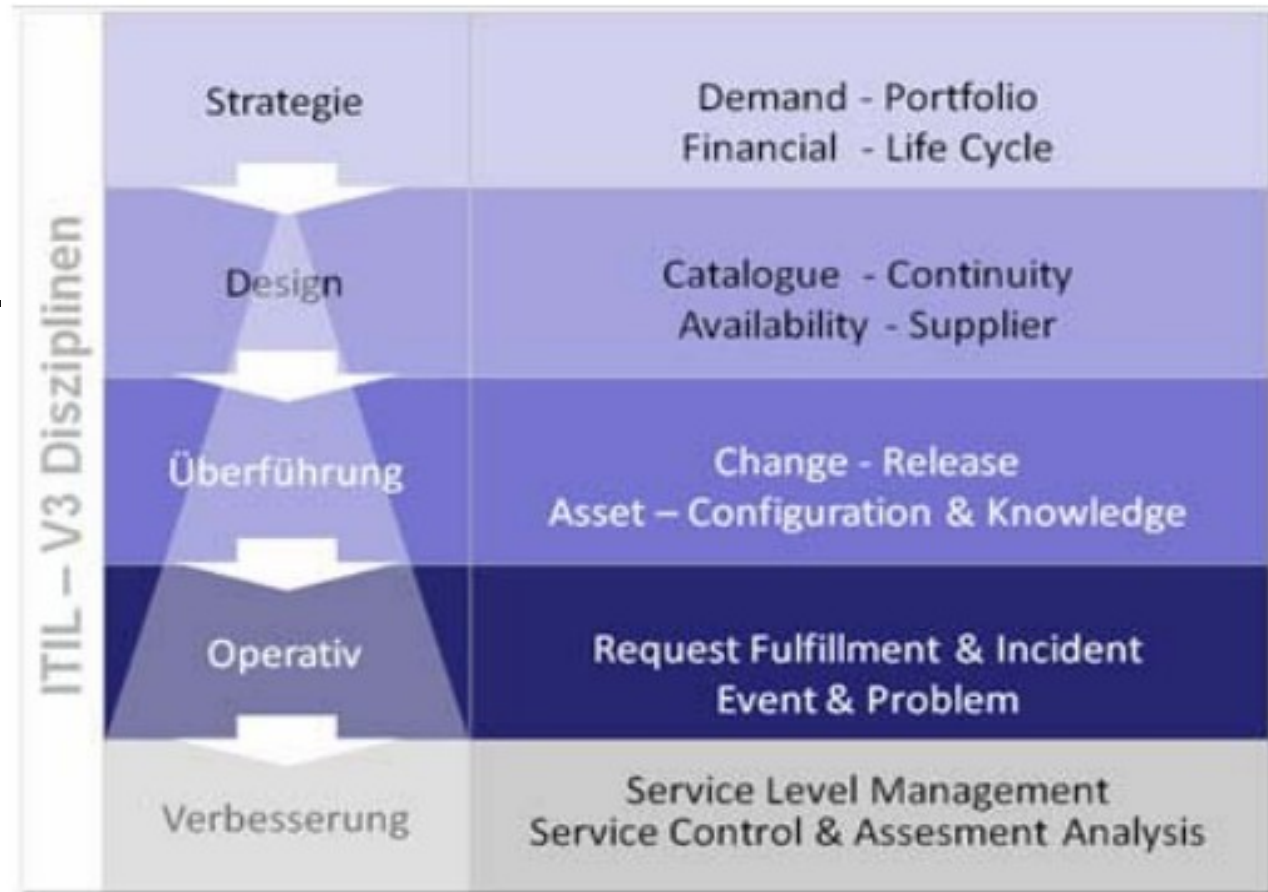 ITIL – V3 Disziplinen
Strategie
Demand - Portfolio
Financial - Life Cycle
Design
Catalogue - Continuity
Availability - Supplier
Überführung
Change - Release
Asset – Configuration & Knowledge
Operativ
Request Fulfillment & Incident
Event & Problem
Verbesserung
Service Level Management
Service Control & Assesment Analysis